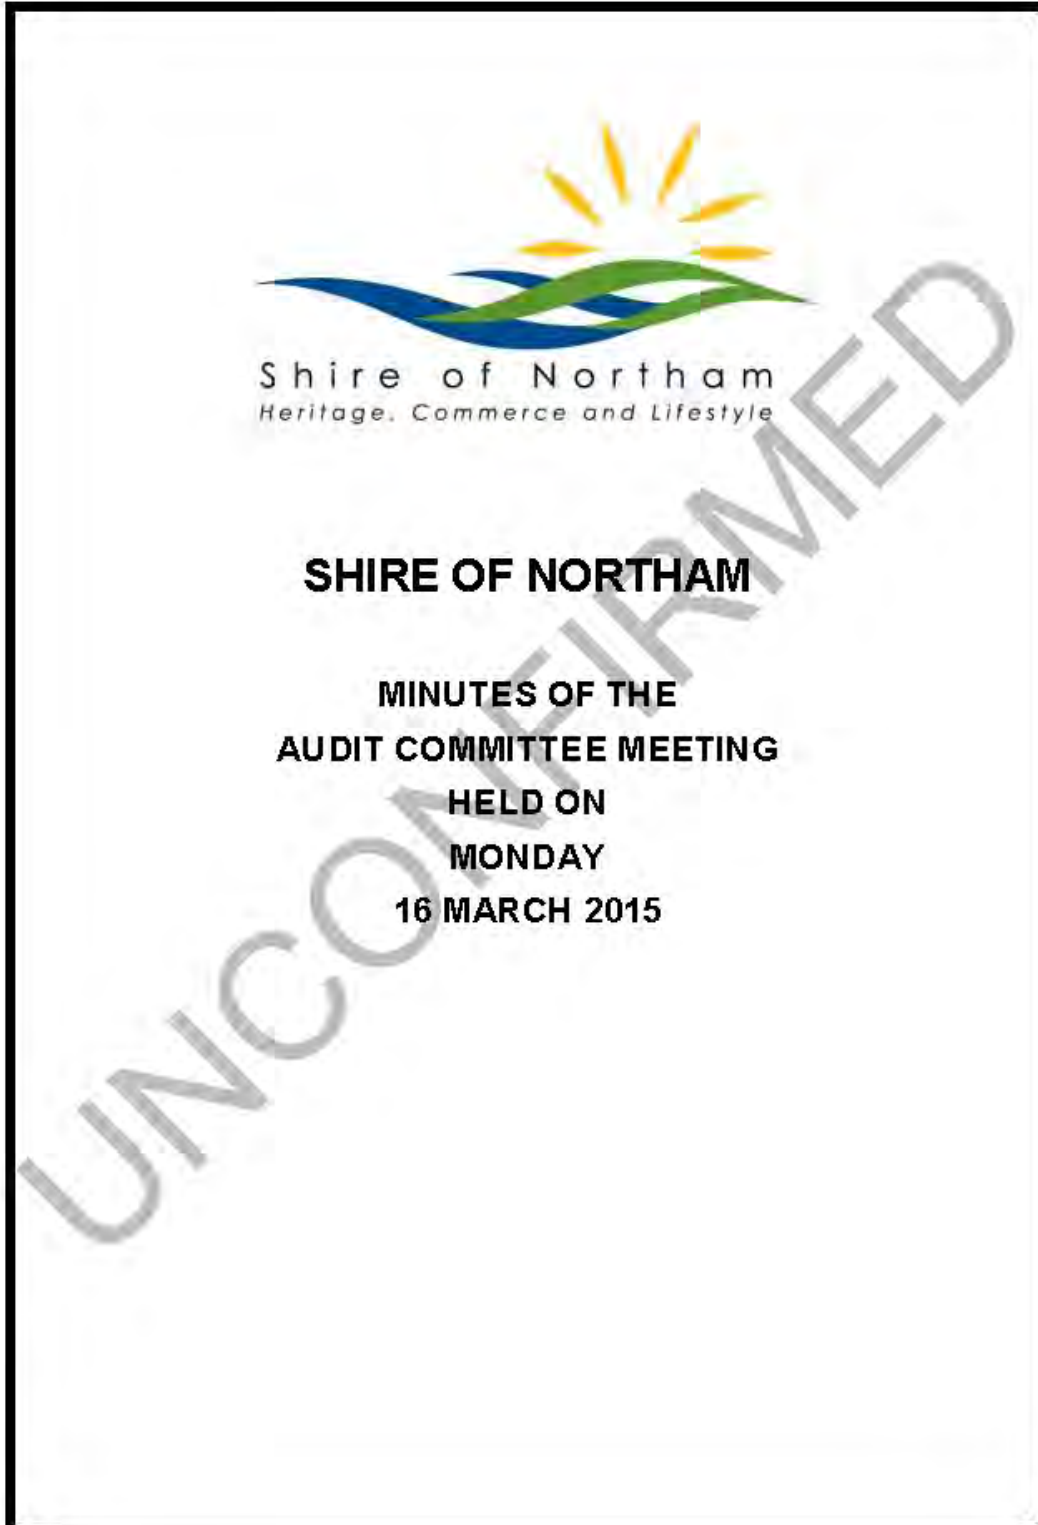 Shire of Northam
Heritage, Commerce and Lifestyle
SHIRE OF NORTHAM
MINUTES OF THE
AUDIT COMMITTEE MEETING
HELD ON
MONDAY
16 MARCH 2015
UNCONFIRMED